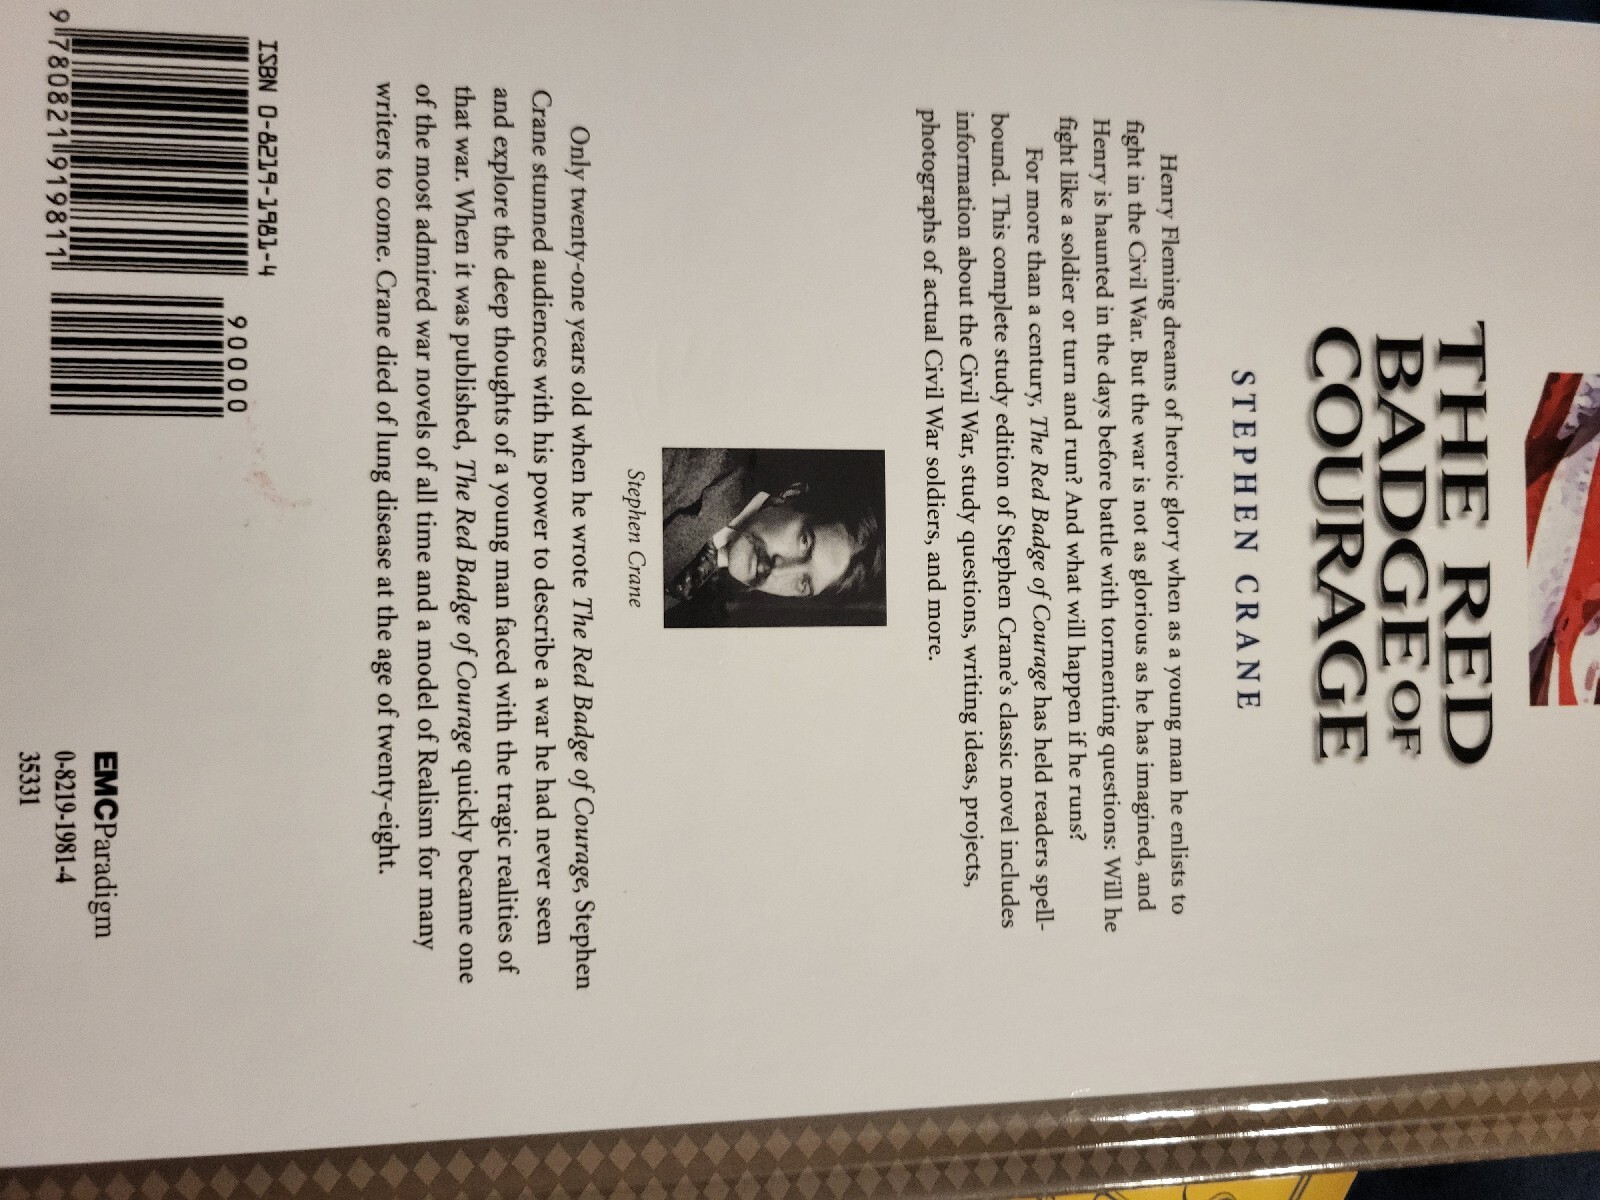 THE RED
BADGE OF
COURAGE
STEPHEN CRANE
Henry Fleming dreams of heroic glory when as a young man he enlists to
fight in the Civil War. But the war is not as glorious as he has imagined, and
Henry is haunted in the days before battle with tormenting questions: Will he
fight like a soldier or turn and run? And what will happen if he runs?
For more than a century, The Red Badge of Courage has held readers spell-
bound. This complete study edition of Stephen Crane's classic novel includes
information about the Civil War, study questions, writing ideas, projects,
photographs of actual Civil War soldiers, and more.
Stephen Crane
Only twenty-one years old when he wrote The Red Badge of Courage, Stephen
Crane stunned audiences with his power to describe a war he had never seen
and explore the deep thoughts of a young man faced with the tragic realities of
that war. When it was published, The Red Badge of Courage quickly became one
of the most admired war novels of all time and a model of Realism for many
writers to come. Crane died of lung disease at the age of twenty-eight.
ISBN 0-8219-1981-4
90000
9 780821 919811
EMCParadigm
0-8219-1981-4
35331